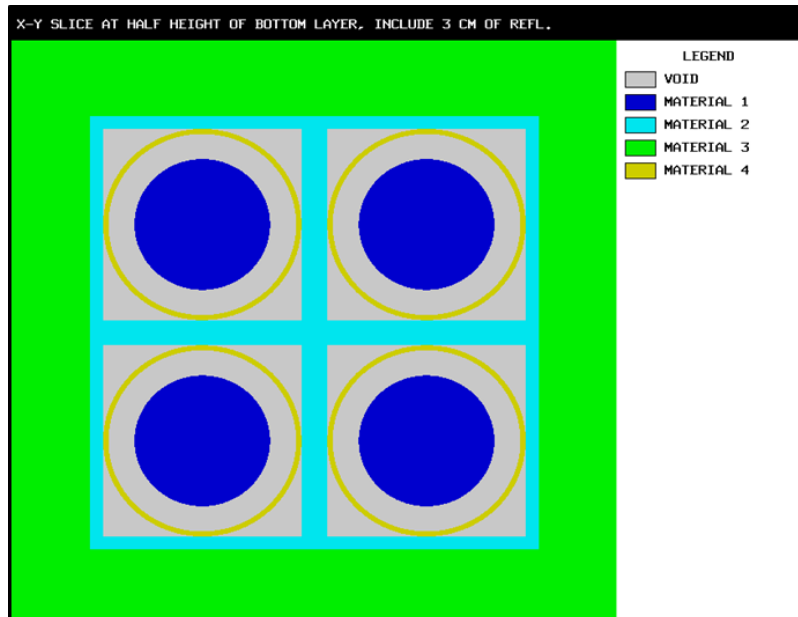 X-Y SLICE AT HALF HEIGHT OF BOTTOM LAYER, INCLUDE 3 CM OF REFL.
LEGEND
VOID
MATERIAL 1
MATERIAL 2
MATERIAL 3
MATERIAL 4